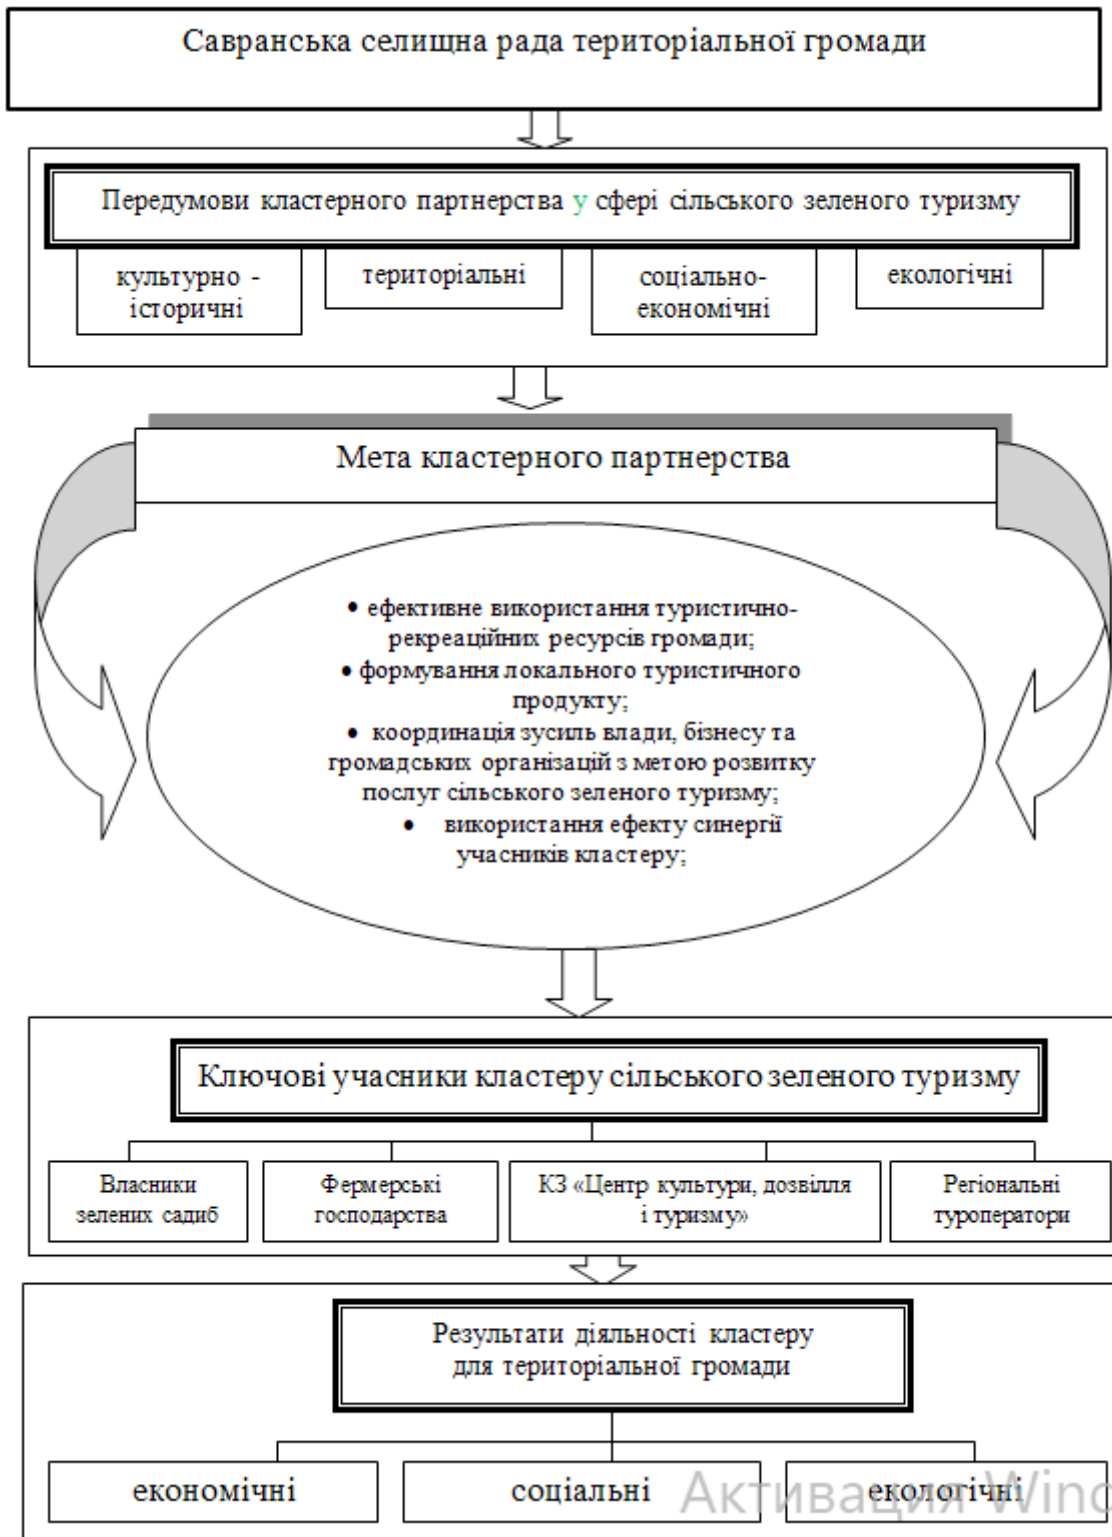 Савранська селищна рада територіальної громади
Передумови кластерного партнерства у сфері сільського зеленого туризму
культурно -
історичні
територіальні
соціально-
економічні
екологічні
Мета кластерного партнерства
• ефективне використання туристично-
рекреаційних ресурсів громади;
• формування локального туристичного
продукту;
• координація зусиль влади, бізнесу та
громадських організацій з метою розвитку
послуг сільського зеленого туризму;
• використання ефекту синергії
учасників кластеру;
Ключові учасники кластеру сільського зеленого туризму
Власники
зелених садиб
Фермерські
господарства
КЗ «Центр культури, дозвілля
і туризму»
Регіональні
туроператори
Результати діяльності кластеру
для територіальної громади
економічні
соціальні
екологічні
Активация Wind